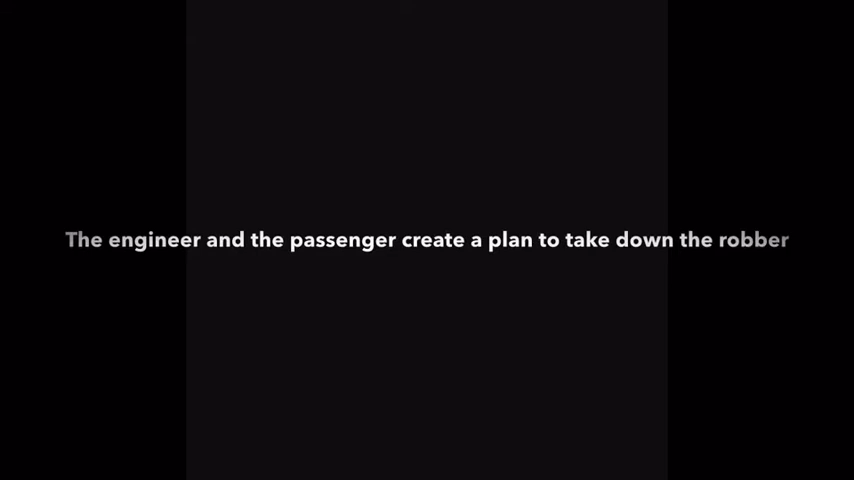 The engineer and the passenger create a plan to take down the robber